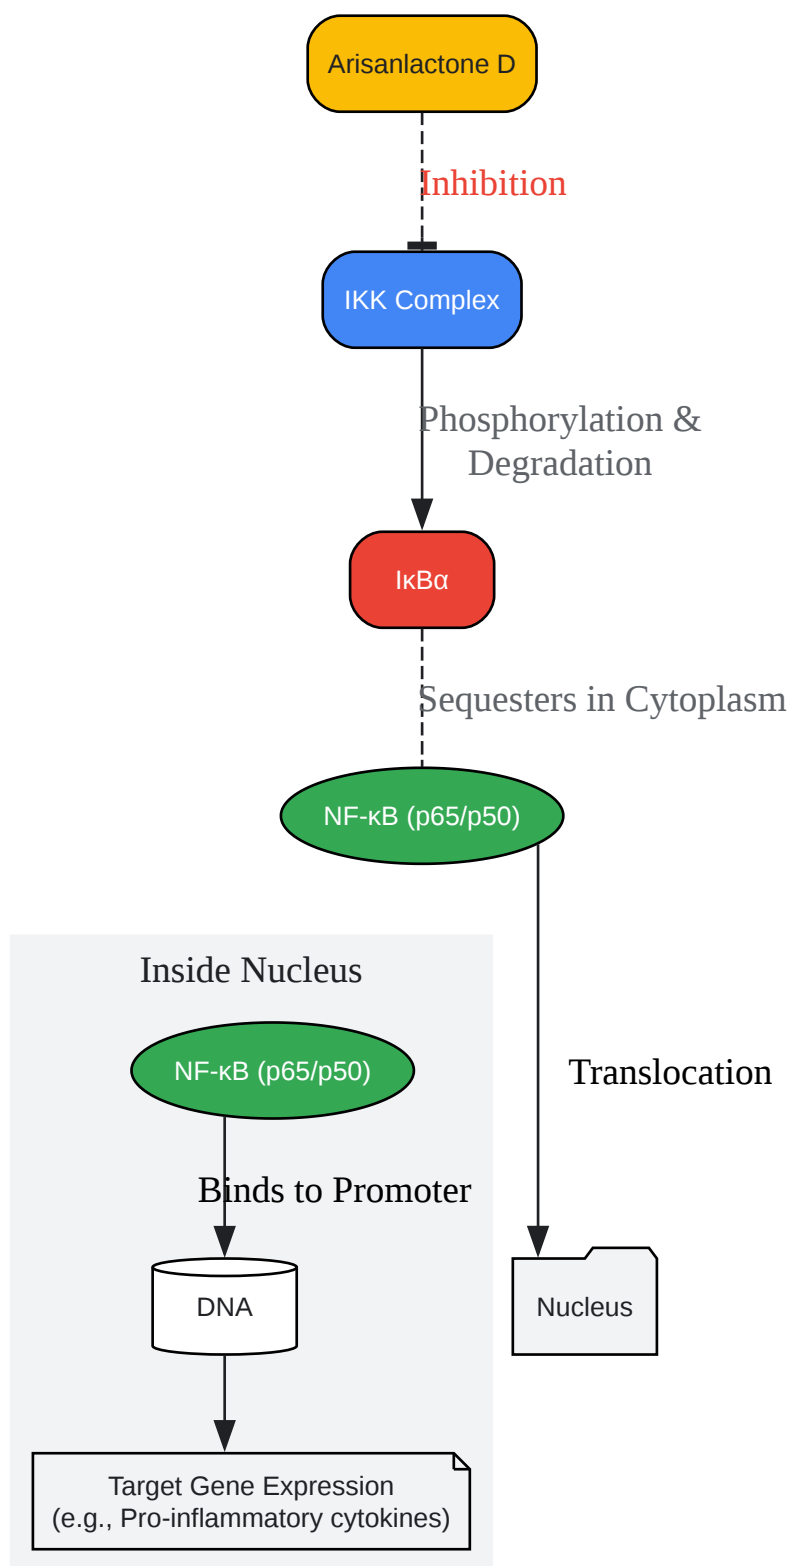 Arisanlactone D
Inhibition
IKK Complex
Phosphorylation &
Degradation
IκBα
Sequesters in Cytoplasm
NF-κB (p65/p50)
Inside Nucleus
NF-κB (p65/p50)
Translocation
Binds to Promoter
DNA
Nucleus
Target Gene Expression
(e.g., Pro-inflammatory cytokines)